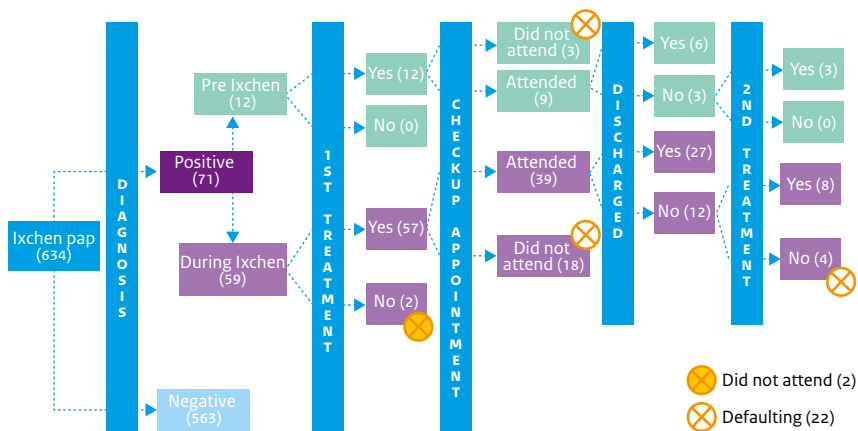 Ixchen pap
(634)
DIAGNOSIS
Positive
(71)
Negative
(563)
Pre Ixchen
(12)
During Ixchen
(59)
1ST TREATMENT
Yes (12)
No (0)
Yes (57)
No (2)
CHECKUP APPOINTMENT
Did not
attend (3)
Attended
(9)
Attended
(39)
Did not
attend (18)
DISCHARGED
Yes (6)
No (3)
Yes (27)
No (12)
2ND TREATMENT
Yes (3)
No (0)
Yes (8)
No (4)
Did not attend (2)
Defaulting (22)